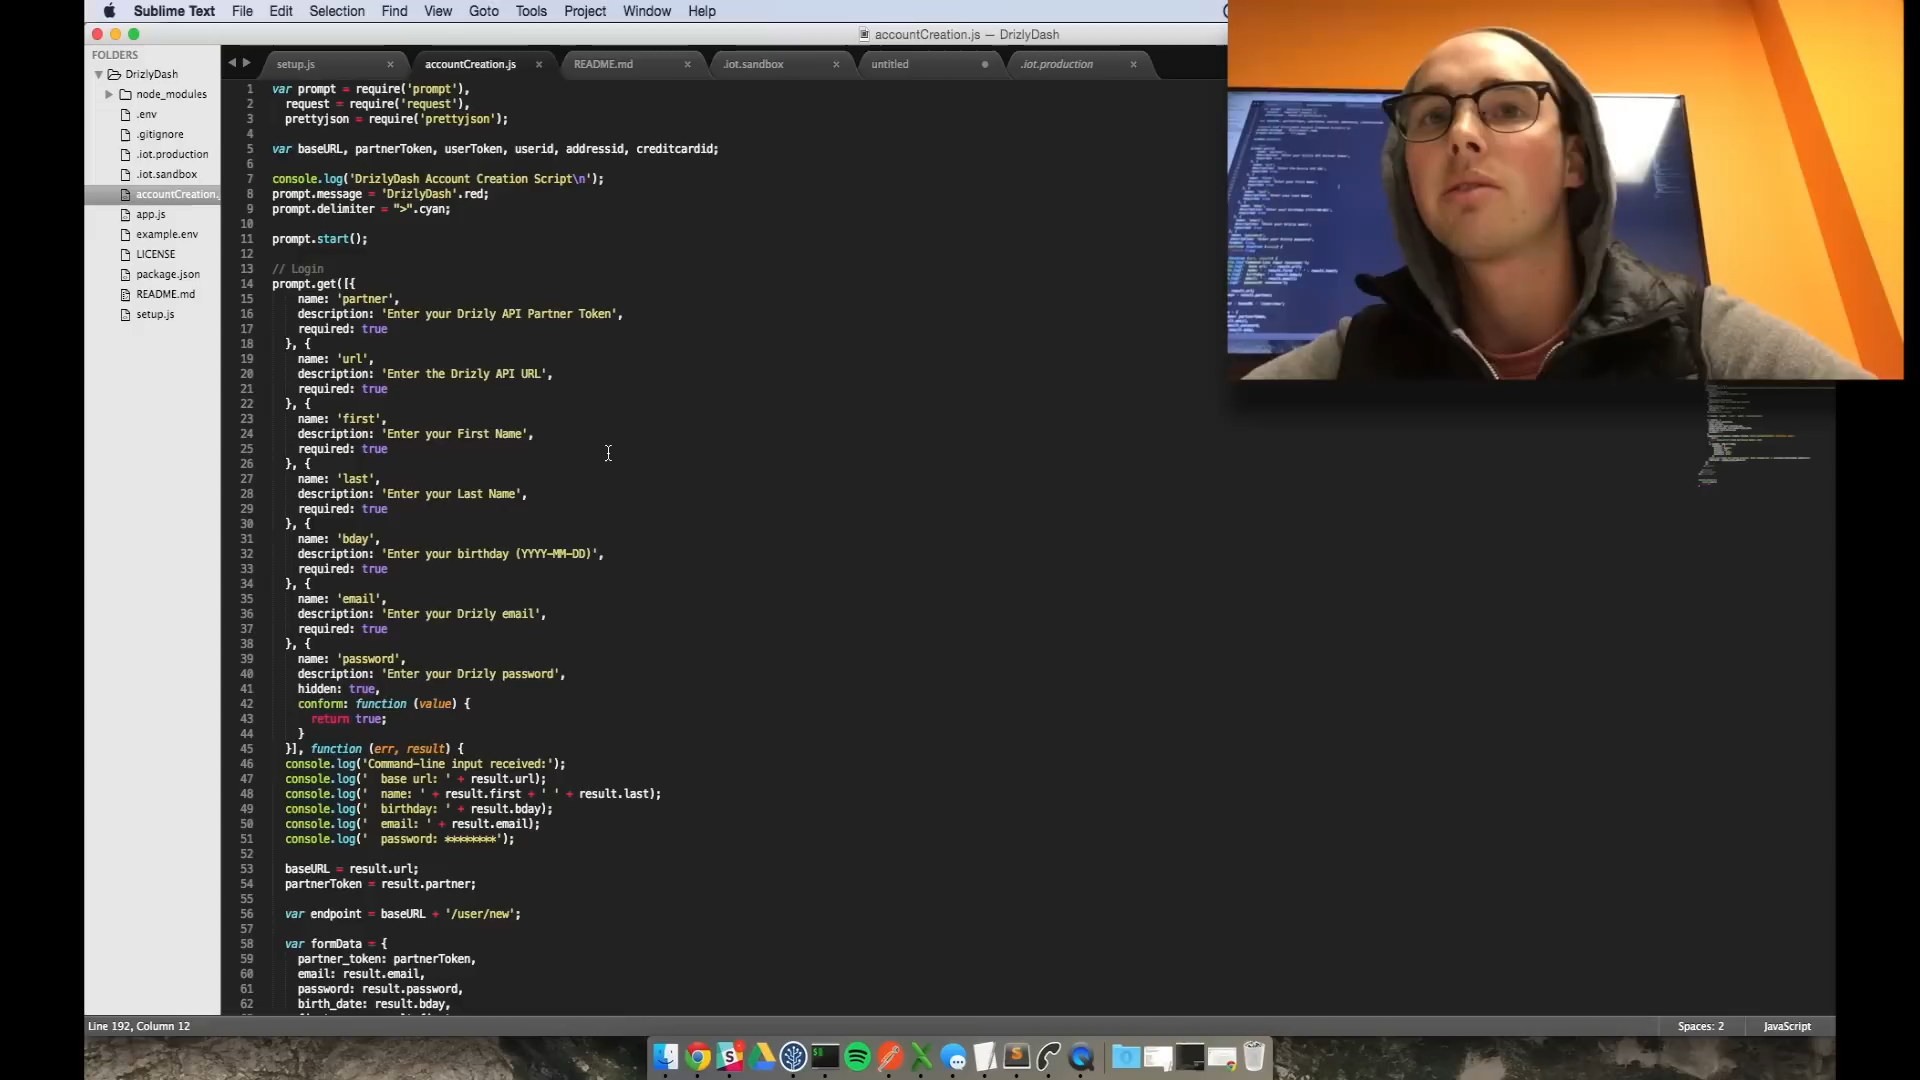 Sublime Text File Edit Selection Find View Goto Tools Project Window Help
accountCreation.js — DrizlyDash
FOLDERS
DrizlyDash
node_modules
.env
.gitignore
.iot.production
.iot.sandbox
accountCreation.
app.js
example.env
LICENSE
package.json
README.md
setup.js
setup.js accountCreation.js README.md .iot.sandbox untitled .iot.production
1 var prompt = require('prompt'),
2 request = require('request'),
3 prettyjson = require('prettyjson');
4
5 var baseURL, partnerToken, userToken, userid, addressid, creditcardid;
6
7 console.log('DrizlyDash Account Creation Script\n');
8 prompt.message = 'DrizlyDash'.red;
9 prompt.delimiter = ">".cyan;
10
11 prompt.start();
12
13 // Login
14 prompt.get([{
15 name: 'partner',
16 description: 'Enter your Drizly API Partner Token',
17 required: true
18 }, {
19 name: 'url',
20 description: 'Enter the Drizly API URL',
21 required: true
22 }, {
23 name: 'first',
24 description: 'Enter your First Name',
25 required: true
26 }, {
27 name: 'last',
28 description: 'Enter your Last Name',
29 required: true
30 }, {
31 name: 'bday',
32 description: 'Enter your birthday (YYYY-MM-DD)',
33 required: true
34 }, {
35 name: 'email',
36 description: 'Enter your Drizly email',
37 required: true
38 }, {
39 name: 'password',
40 description: 'Enter your Drizly password',
41 hidden: true,
42 conform: function (value) {
43 return true;
44 }
45 }], function (err, result) {
46 console.log('Command-line input received:');
47 console.log('  base url: ' + result.url);
48 console.log('  name: ' + result.first + ' ' + result.last);
49 console.log('  birthday: ' + result.bday);
50 console.log('  email: ' + result.email);
51 console.log('  password: ********');
52
53 baseURL = result.url;
54 partnerToken = result.partner;
55
56 var endpoint = baseURL + '/user/new';
57
58 var formData = {
59 partner_token: partnerToken,
60 email: result.email,
61 password: result.password,
62 birth_date: result.bday,
Line 192, Column 12
Spaces: 2 JavaScript